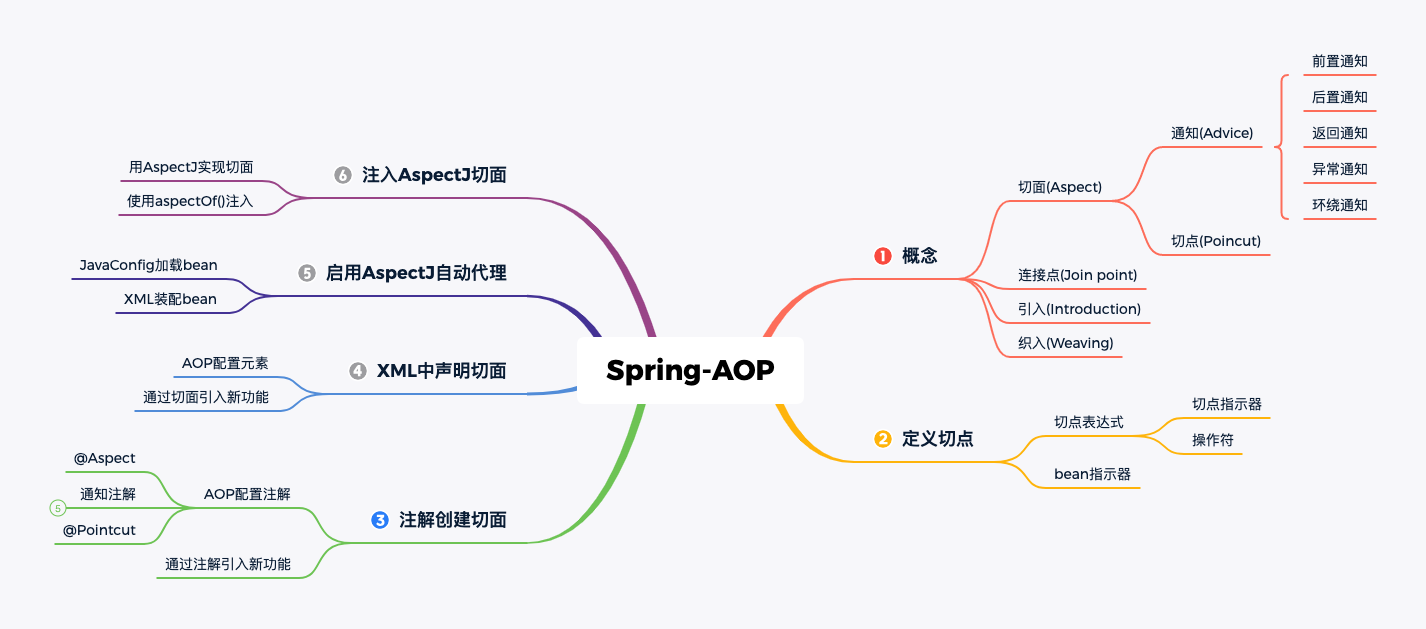 Spring-AOP
1 概念
切面(Aspect)
通知(Advice)
前置通知
后置通知
返回通知
异常通知
环绕通知
切点(Poincut)
连接点(Join point)
引入(Introduction)
织入(Weaving)
2 定义切点
切点表达式
切点指示器
操作符
bean指示器
3 注解创建切面
AOP配置注解
@Aspect
通知注解
5
@Pointcut
通过注解引入新功能
4 XML中声明切面
AOP配置元素
通过切面引入新功能
5 启用AspectJ自动代理
JavaConfig加载bean
XML装配bean
6 注入AspectJ切面
用AspectJ实现切面
使用aspectOf()注入